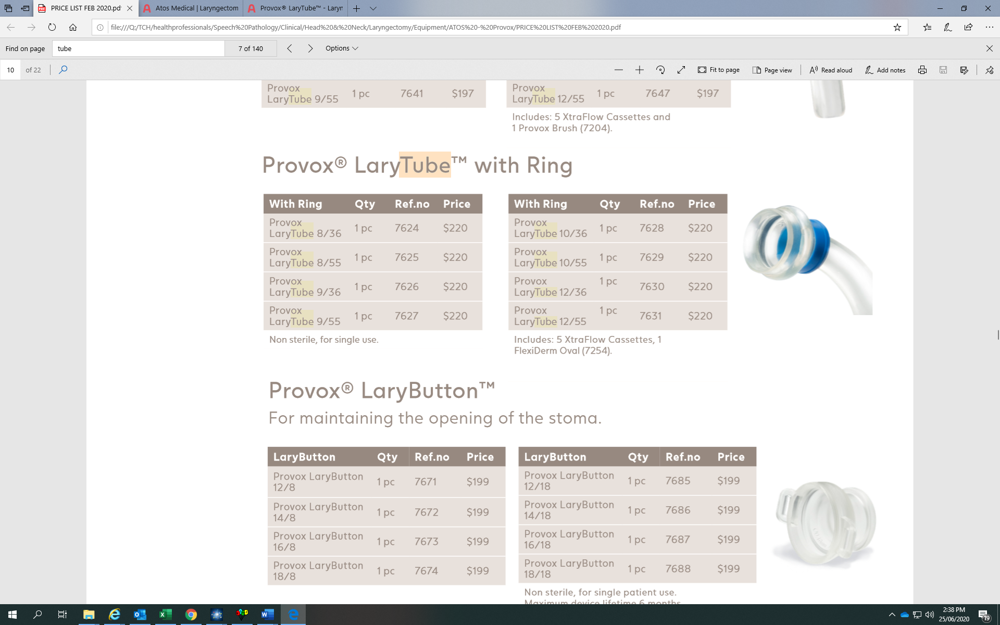 PRICE LIST FEB 2020.pdf
Atos Medical | Laryngectom
Provox® LaryTube™ - Laryn
file:///Q:/TCH/healthprofessionals/Speech%20Pathology/Clinical/Head%20&%20Neck/Laryngectomy/Equipment/ATOS%20-%20Provox/PRICE%20LIST%20FEB%202020.pdf
Find on page tube 7 of 140 Options
10 of 22 Fit to page Page view Read aloud Add notes
Provox
LaryTube 9/55 1 pc 7641 $197
Provox
LaryTube 12/55 1 pc 7647 $197
Includes: 5 XtraFlow Cassettes and
1 Provox Brush (7204).
Provox® LaryTube™ with Ring
With Ring Qty Ref.no Price
Provox
LaryTube 8/36 1 pc 7624 $220
Provox
LaryTube 8/55 1 pc 7625 $220
Provox
LaryTube 9/36 1 pc 7626 $220
Provox
LaryTube 9/55 1 pc 7627 $220
Non sterile, for single use.
With Ring Qty Ref.no Price
Provox
LaryTube 10/36 1 pc 7628 $220
Provox
LaryTube 10/55 1 pc 7629 $220
Provox
LaryTube 12/36 1 pc 7630 $220
Provox
LaryTube 12/55 1 pc 7631 $220
Includes: 5 XtraFlow Cassettes, 1
FlexiDerm Oval (7254).
Provox® LaryButton™
For maintaining the opening of the stoma.
LaryButton Qty Ref.no Price
Provox LaryButton
12/8 1 pc 7671 $199
Provox LaryButton
14/8 1 pc 7672 $199
Provox LaryButton
16/8 1 pc 7673 $199
Provox LaryButton
18/8 1 pc 7674 $199
LaryButton Qty Ref.no Price
Provox LaryButton
12/18 1 pc 7685 $199
Provox LaryButton
14/18 1 pc 7686 $199
Provox LaryButton
16/18 1 pc 7687 $199
Provox LaryButton
18/18 1 pc 7688 $199
Non sterile, for single patient use.
Maximum device lifetime 6 months
2:38 PM
25/06/2020
19